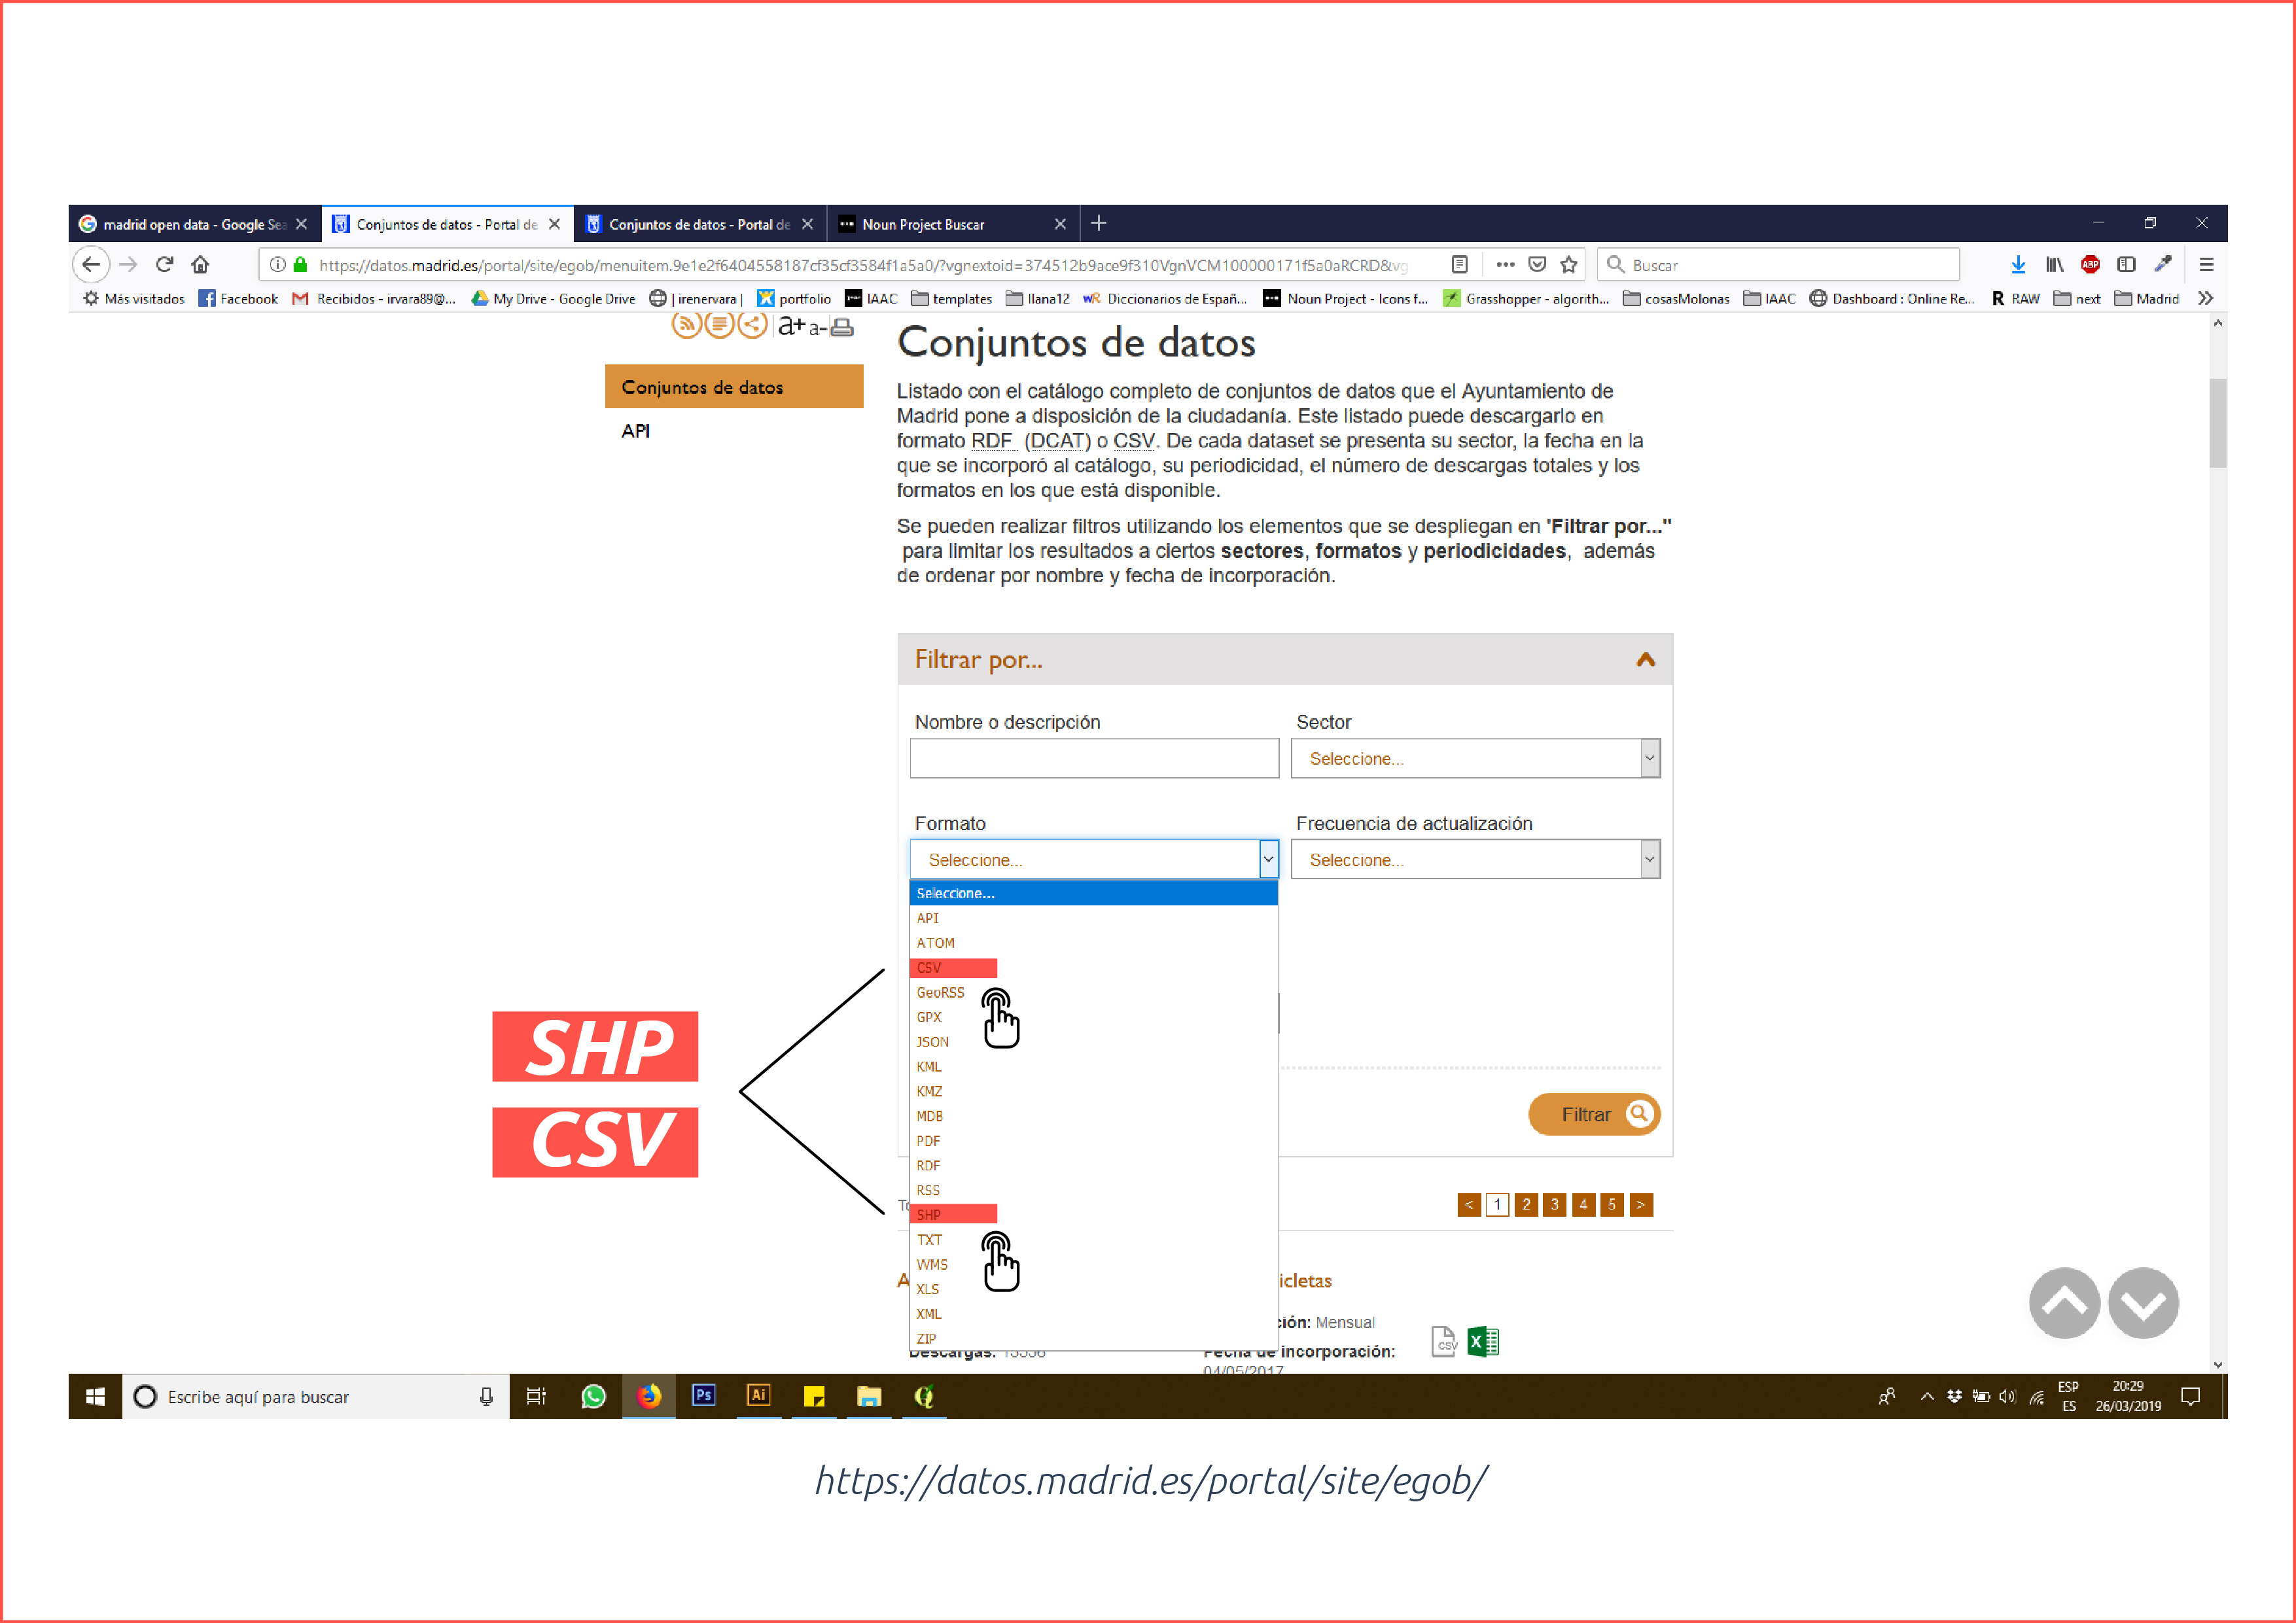 madrid open data - Google Sea
Conjuntos de datos - Portal de
Conjuntos de datos - Portal de
Noun Project Buscar
https://datos.madrid.es/portal/site/egob/menuitem.9e1e2f6404558187cf35cf3584f1a5a0/?vgnextoid=374512b9ace9f310VgnVCM100000171f5a0aRCRD&vg
Buscar
ABP
Más visitados
Facebook
Recibidos - irvara89@...
My Drive - Google Drive
| irenervara |
portfolio
IAAC
templates
llana12
wR Diccionarios de Españ...
Noun Project - Icons f...
Grasshopper - algorith...
cosasMolonas
IAAC
Dashboard : Online Re...
R RAW
next
Madrid
a+ a-
Conjuntos de datos
API
Conjuntos de datos
Listado con el catálogo completo de conjuntos de datos que el Ayuntamiento de
Madrid pone a disposición de la ciudadanía. Este listado puede descargarlo en
formato RDF (DCAT) o CSV. De cada dataset se presenta su sector, la fecha en la
que se incorporó al catálogo, su periodicidad, el número de descargas totales y los
formatos en los que está disponible.
Se pueden realizar filtros utilizando los elementos que se despliegan en 'Filtrar por..."
para limitar los resultados a ciertos sectores, formatos y periodicidades, además
de ordenar por nombre y fecha de incorporación.
Filtrar por...
Nombre o descripción
Sector
Seleccione...
Formato
Frecuencia de actualización
Seleccione...
Seleccione...
Seleccione...
API
ATOM
CSV
GeoRSS
GPX
JSON
KML
KMZ
MDB
PDF
RDF
RSS
SHP
TXT
WMS
XLS
XML
ZIP
SHP
CSV
Filtrar
< 1 2 3 4 5 >
icletas
ión: Mensual
CSV
Descargas:
Fecha de incorporación:
04/05/2017
Escribe aquí para buscar
Ps
Ai
ESP
ES
20:29
26/03/2019
https://datos.madrid.es/portal/site/egob/